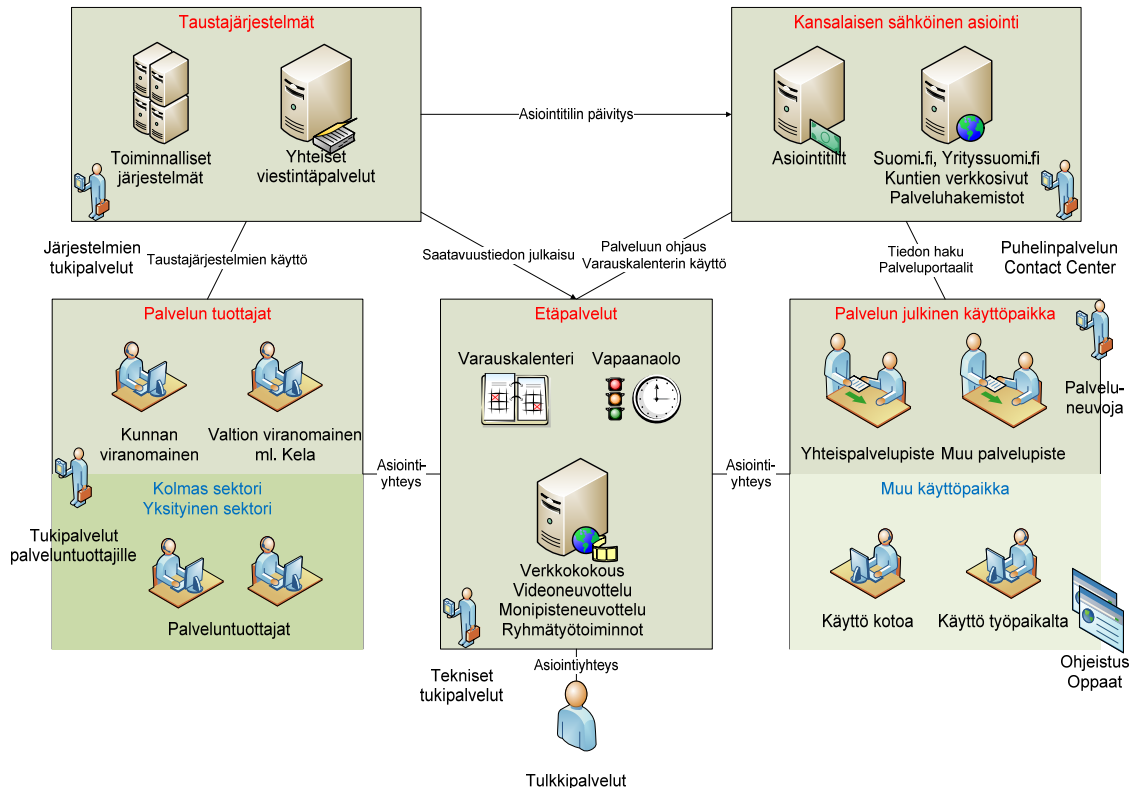 Taustajärjestelmät
Toiminnalliset
järjestelmät
Yhteiset
viestintäpalvelut
Asiointitilin päivitys
Kansalaisen sähköinen asiointi
Asiointitilit
Suomi.fi, Yrityssuomi.fi
Kuntien verkkosivut
Palveluhakemistot
Järjestelmien
tukipalvelut
Taustajärjestelmien käyttö
Saatavuustiedon julkaisu
Palveluun ohjaus
Varauskalenterin käyttö
Tiedon haku
Palveluportaalit
Puhelinpalvelun
Contact Center
Palvelun tuottajat
Kunnan
viranomainen
Valtion viranomainen
ml. Kela
Kolmas sektori
Yksityinen sektori
Tukipalvelut
palveluntuottajille
Palveluntuottajat
Asiointi-
yhteys
Etäpalvelut
Varauskalenteri
Vapaanaolo
Verkkokokous
Videoneuvottelu
Monipisteneuvottelu
Ryhmätyötoiminnot
Tekniset
tukipalvelut
Asiointiyhteys
Tulkkipalvelut
Asiointi-
yhteys
Palvelun julkinen käyttöpaikka
Yhteispalvelupiste
Muu palvelupiste
Palvelu-
neuvoja
Muu käyttöpaikka
Käyttö kotoa
Käyttö työpaikalta
Ohjeistus
Oppaat